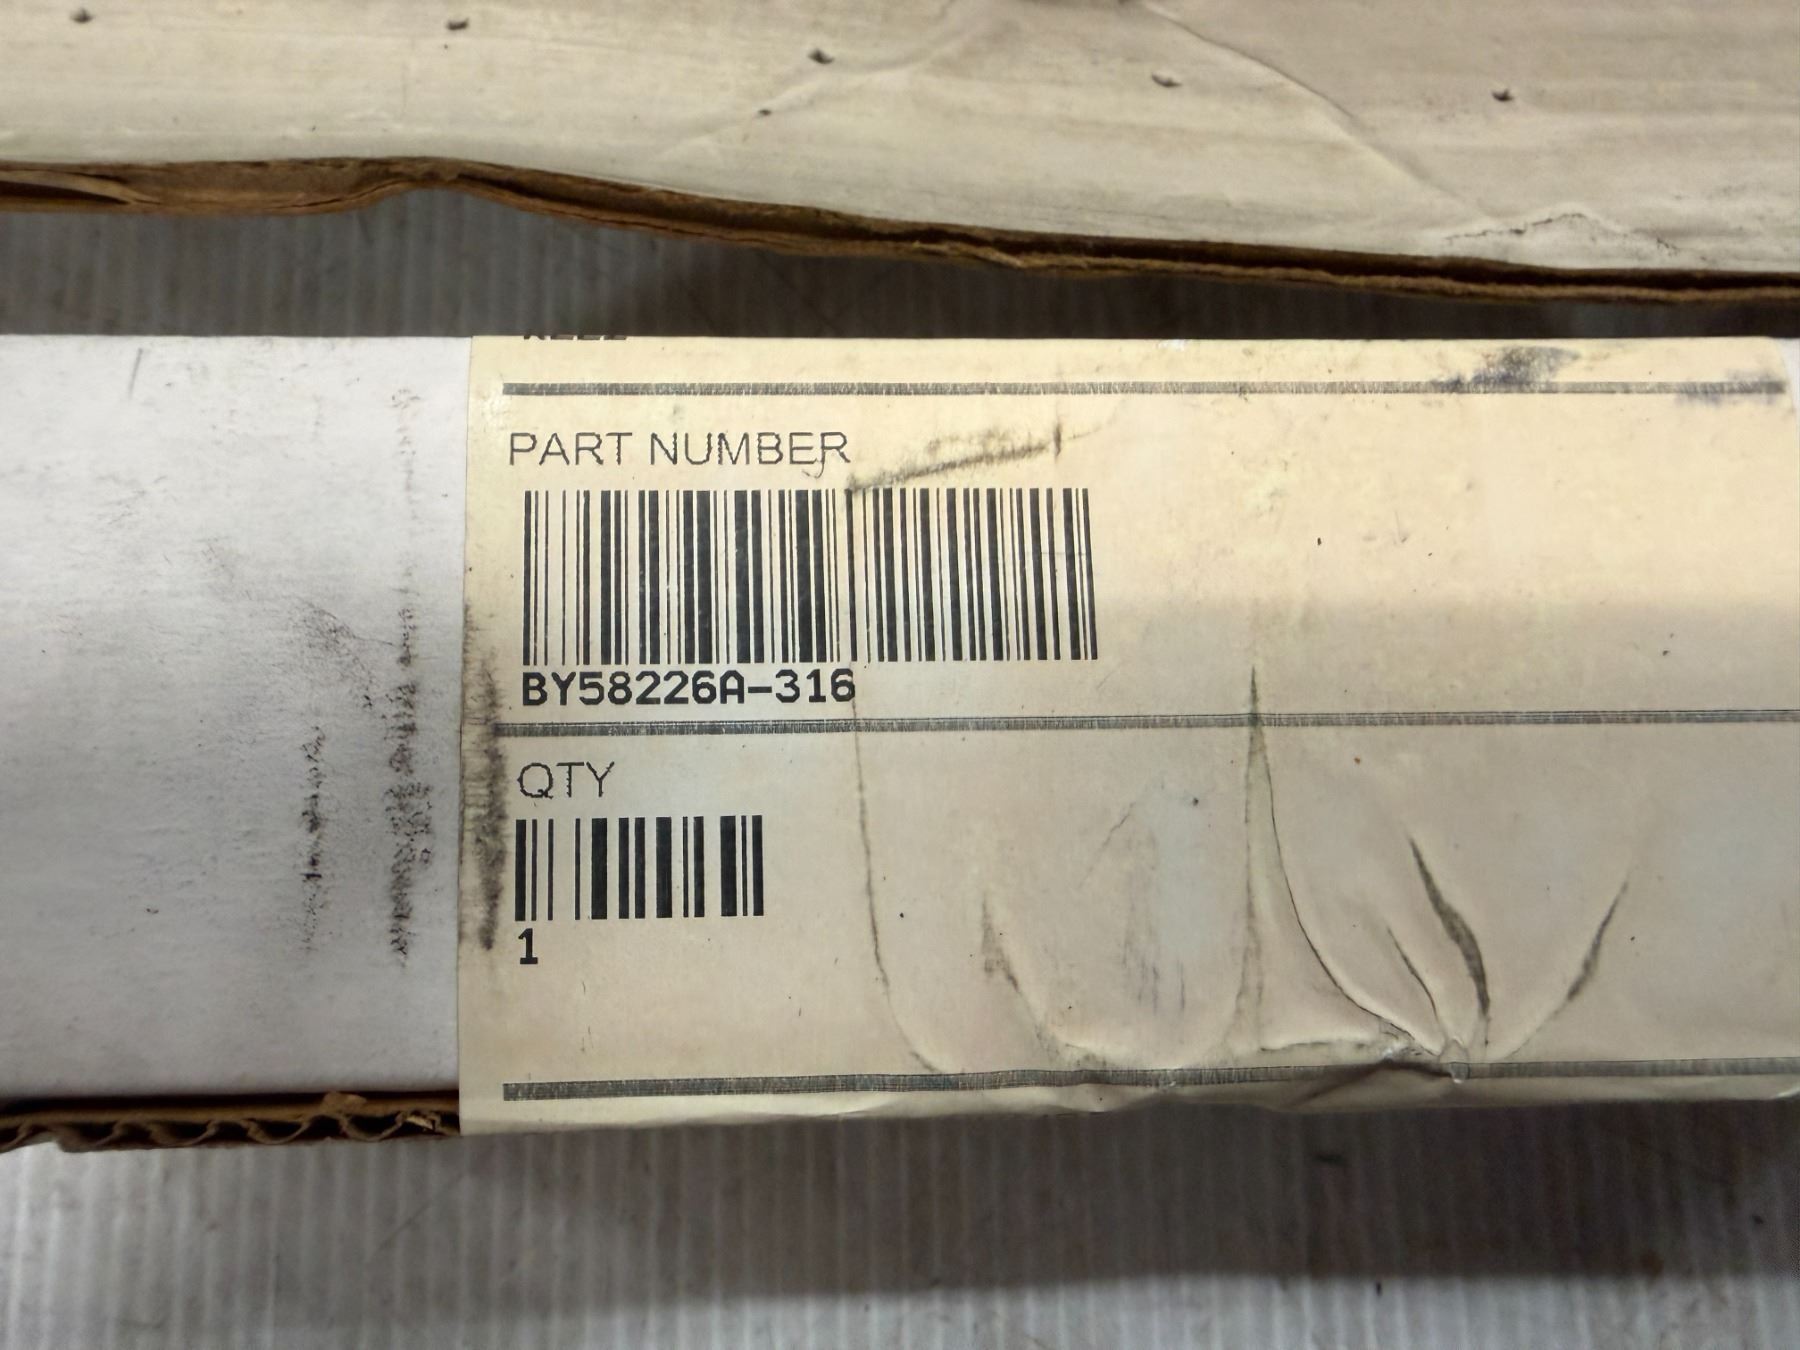 PART NUMBER
BY58226A-316
QTY
1